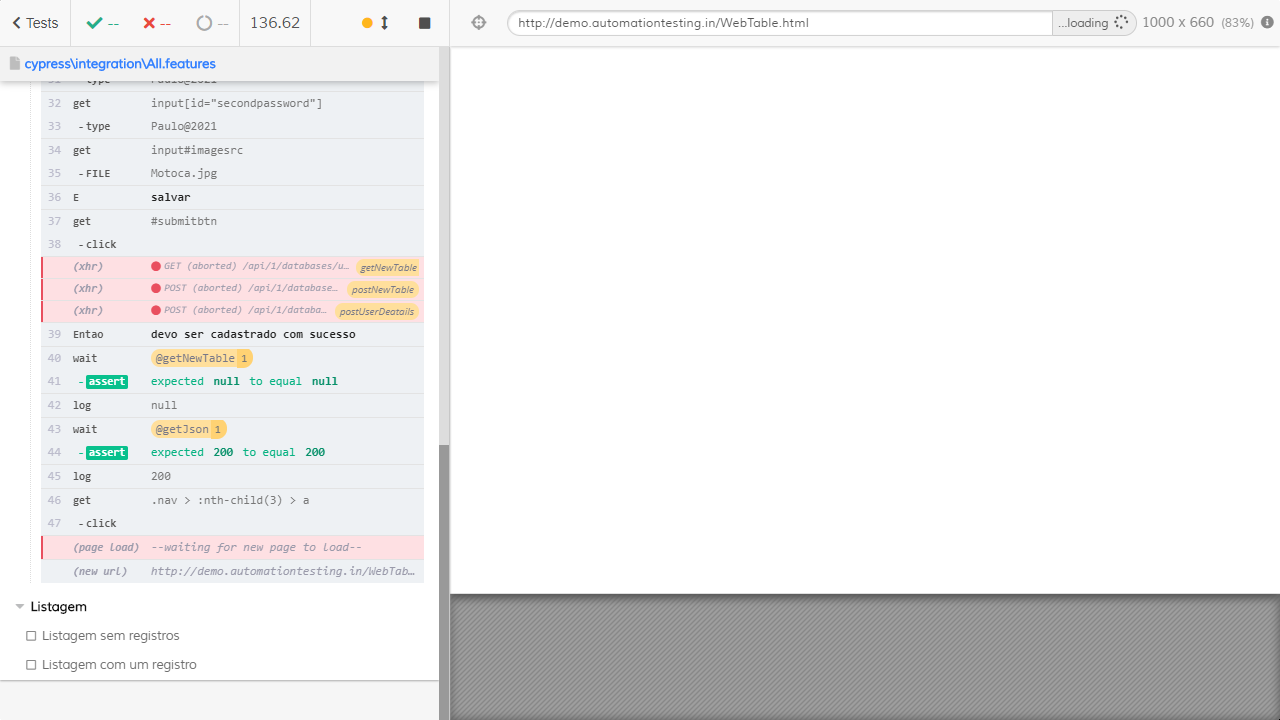 Tests -- -- -- 136.62
http://demo.automationtesting.in/WebTable.html ...loading 1000 x 660 (83%)
cypress\integration\All.features
31 -type Paulo@2021
32 get input[id="secondpassword"]
33 -type Paulo@2021
34 get input#imagesrc
35 -FILE Motoca.jpg
36 E salvar
37 get #submitbtn
38 -click
(xhr) GET (aborted) /api/1/databases/u… getNewTable
(xhr) POST (aborted) /api/1/database… postNewTable
(xhr) POST (aborted) /api/1/databa… postUserDeatails
39 Entao devo ser cadastrado com sucesso
40 wait @getNewTable 1
41 -assert expected null to equal null
42 log null
43 wait @getJson 1
44 -assert expected 200 to equal 200
45 log 200
46 get .nav > :nth-child(3) > a
47 -click
(page load) --waiting for new page to load--
(new url) http://demo.automationtesting.in/WebTab…
Listagem
Listagem sem registros
Listagem com um registro